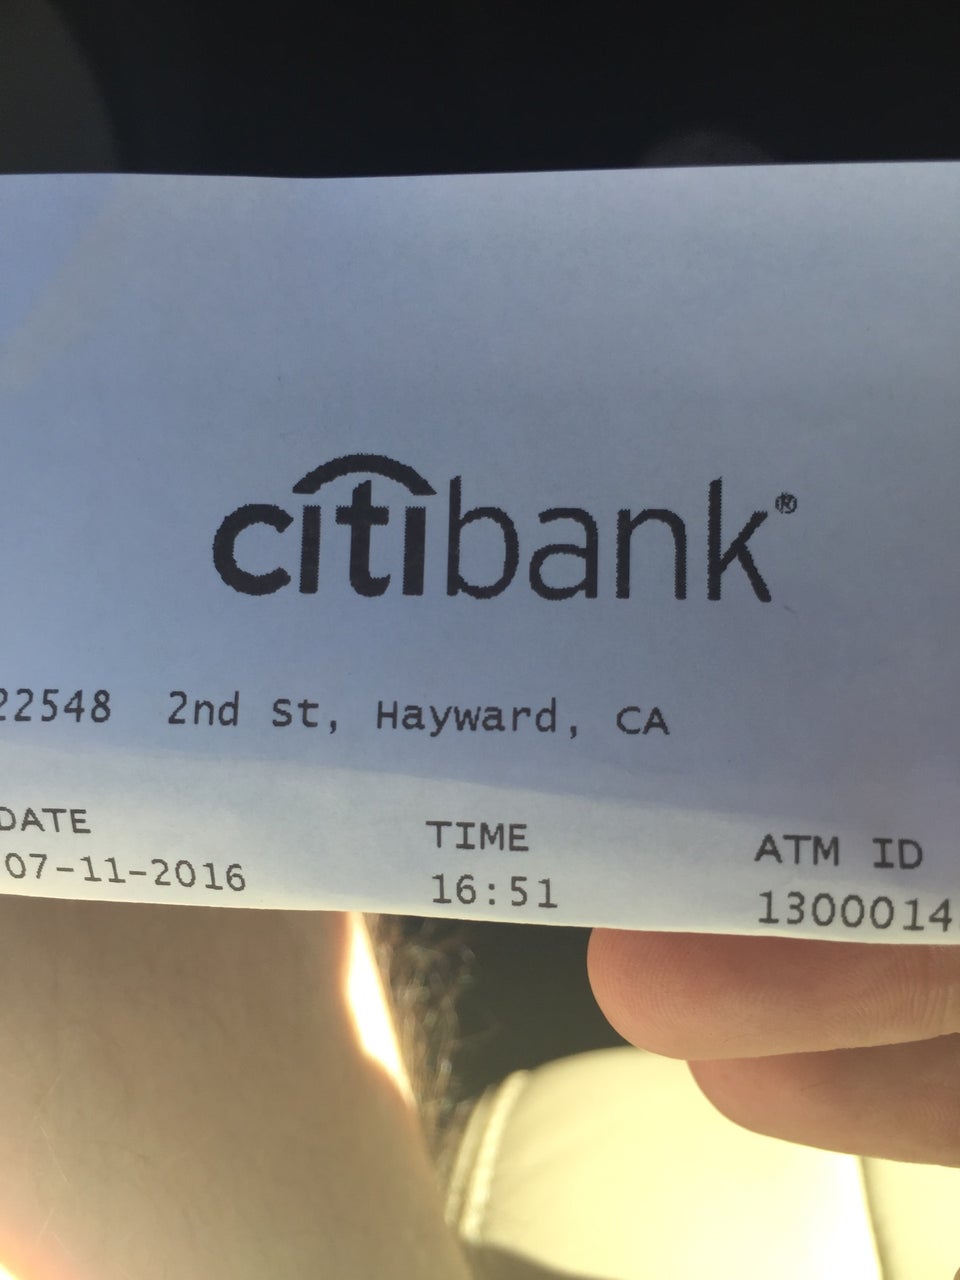 citibank®
22548 2nd St, Hayward, CA
DATE TIME ATM ID
07-11-2016 16:51 1300014